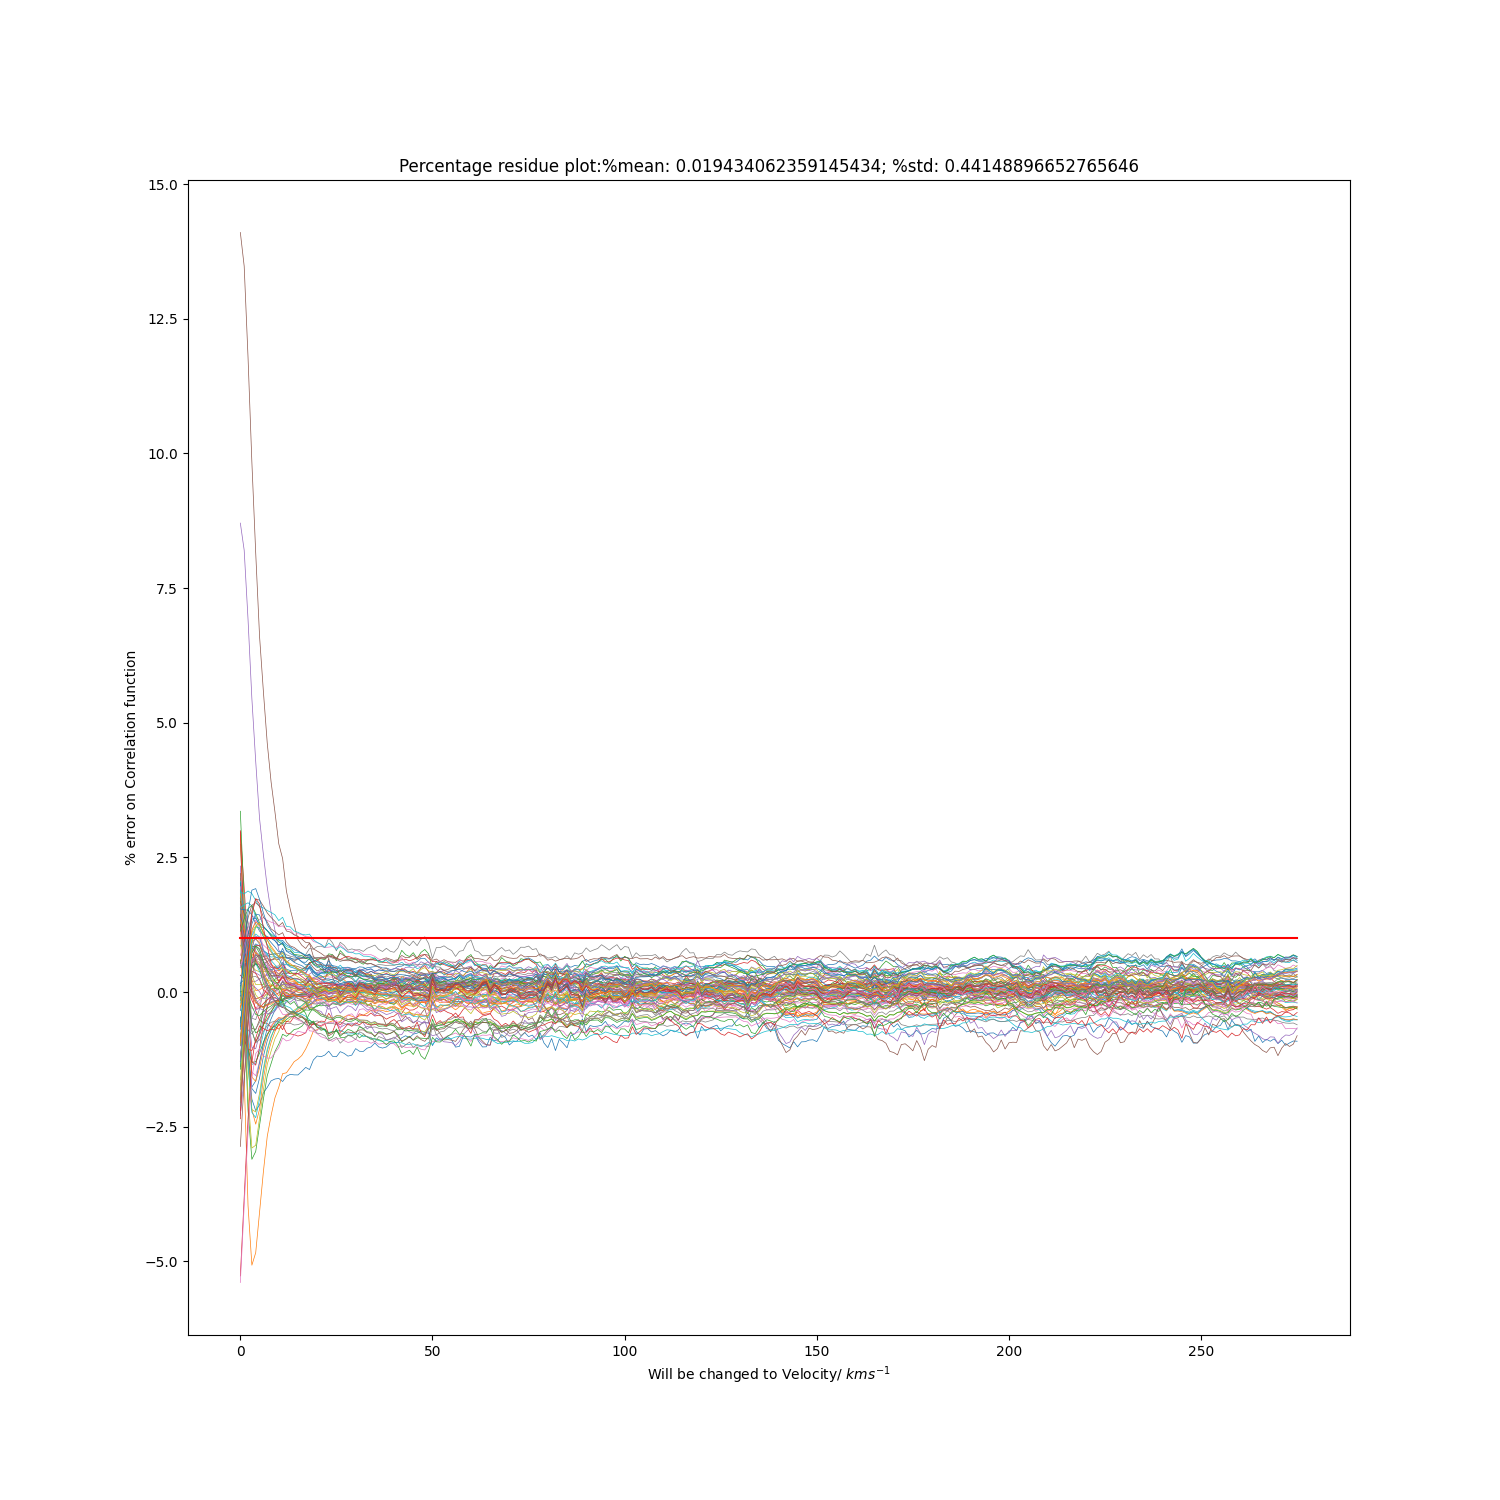 Percentage residue plot:%mean: 0.019434062359145434; %std: 0.44148896652765646
15.0
12.5
10.0
7.5
5.0
2.5
0.0
−2.5
−5.0
% error on Correlation function
0 50 100 150 200 250
Will be changed to Velocity/ kms⁻¹